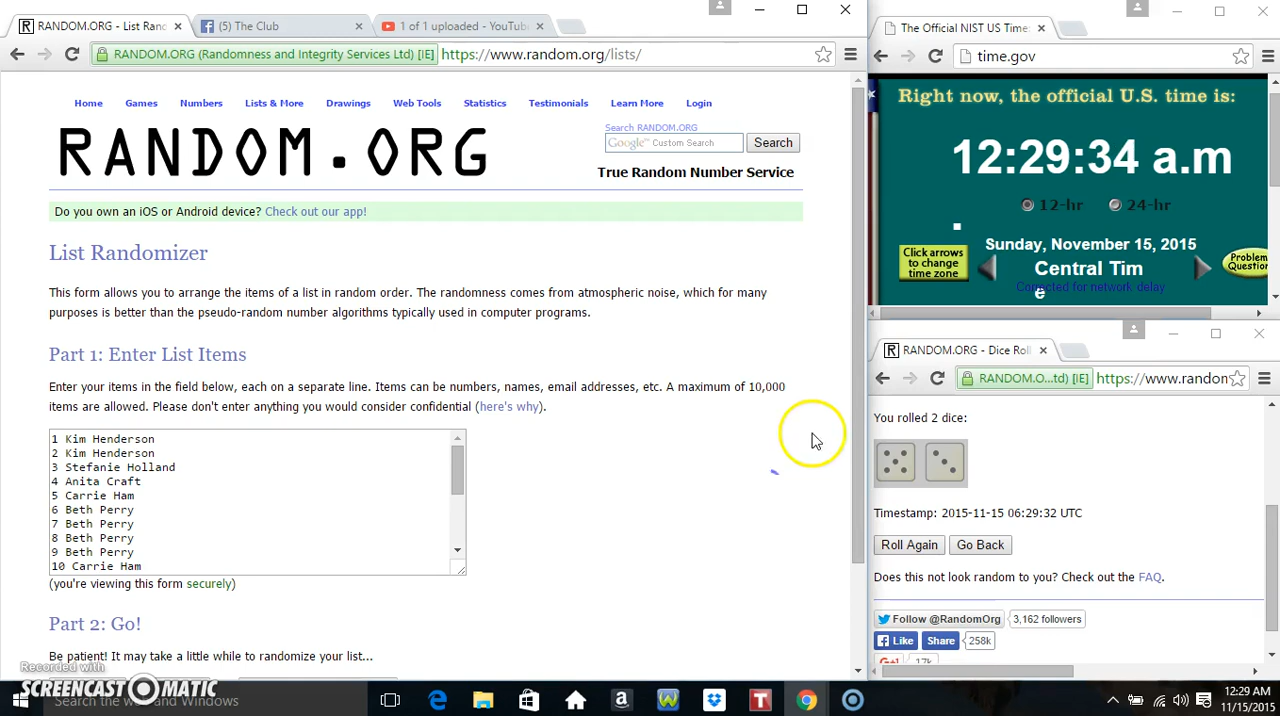 RANDOM.ORG - List Ran
(5) The Club
1 of 1 uploaded - YouTube
RANDOM.ORG (Randomness and Integrity Services Ltd) [IE]
https://www.random.org/lists/
Home Games Numbers Lists & More Drawings Web Tools Statistics Testimonials Learn More Login
RANDOM.ORG
Search RANDOM.ORG
Google™ Custom Search
Search
True Random Number Service
Do you own an iOS or Android device? Check out our app!
List Randomizer
This form allows you to arrange the items of a list in random order. The randomness comes from atmospheric noise, which for many
purposes is better than the pseudo-random number algorithms typically used in computer programs.
Part 1: Enter List Items
Enter your items in the field below, each on a separate line. Items can be numbers, names, email addresses, etc. A maximum of 10,000
items are allowed. Please don't enter anything you would consider confidential (here's why).
1 Kim Henderson
2 Kim Henderson
3 Stefanie Holland
4 Anita Craft
5 Carrie Ham
6 Beth Perry
7 Beth Perry
8 Beth Perry
9 Beth Perry
10 Carrie Ham
(you're viewing this form securely)
Part 2: Go!
Be patient! It may take a little while to randomize your list...
The Official NIST US Time:
time.gov
Right now, the official U.S. time is:
12:29:34 a.m
12-hr 24-hr
Click arrows
to change
time zone
Sunday, November 15, 2015
Central Tim
e
Corrected for network delay
Problem
Question
RANDOM.ORG - Dice Roll
RANDOM.O...td) [IE]
https://www.random
You rolled 2 dice:
Timestamp: 2015-11-15 06:29:32 UTC
Roll Again
Go Back
Does this not look random to you? Check out the FAQ.
Follow @RandomOrg
3,162 followers
Like
Share
258k
17k
Recorded with
SCREENCAST-O-MATIC
Search the web and Windows
12:29 AM
11/15/2015